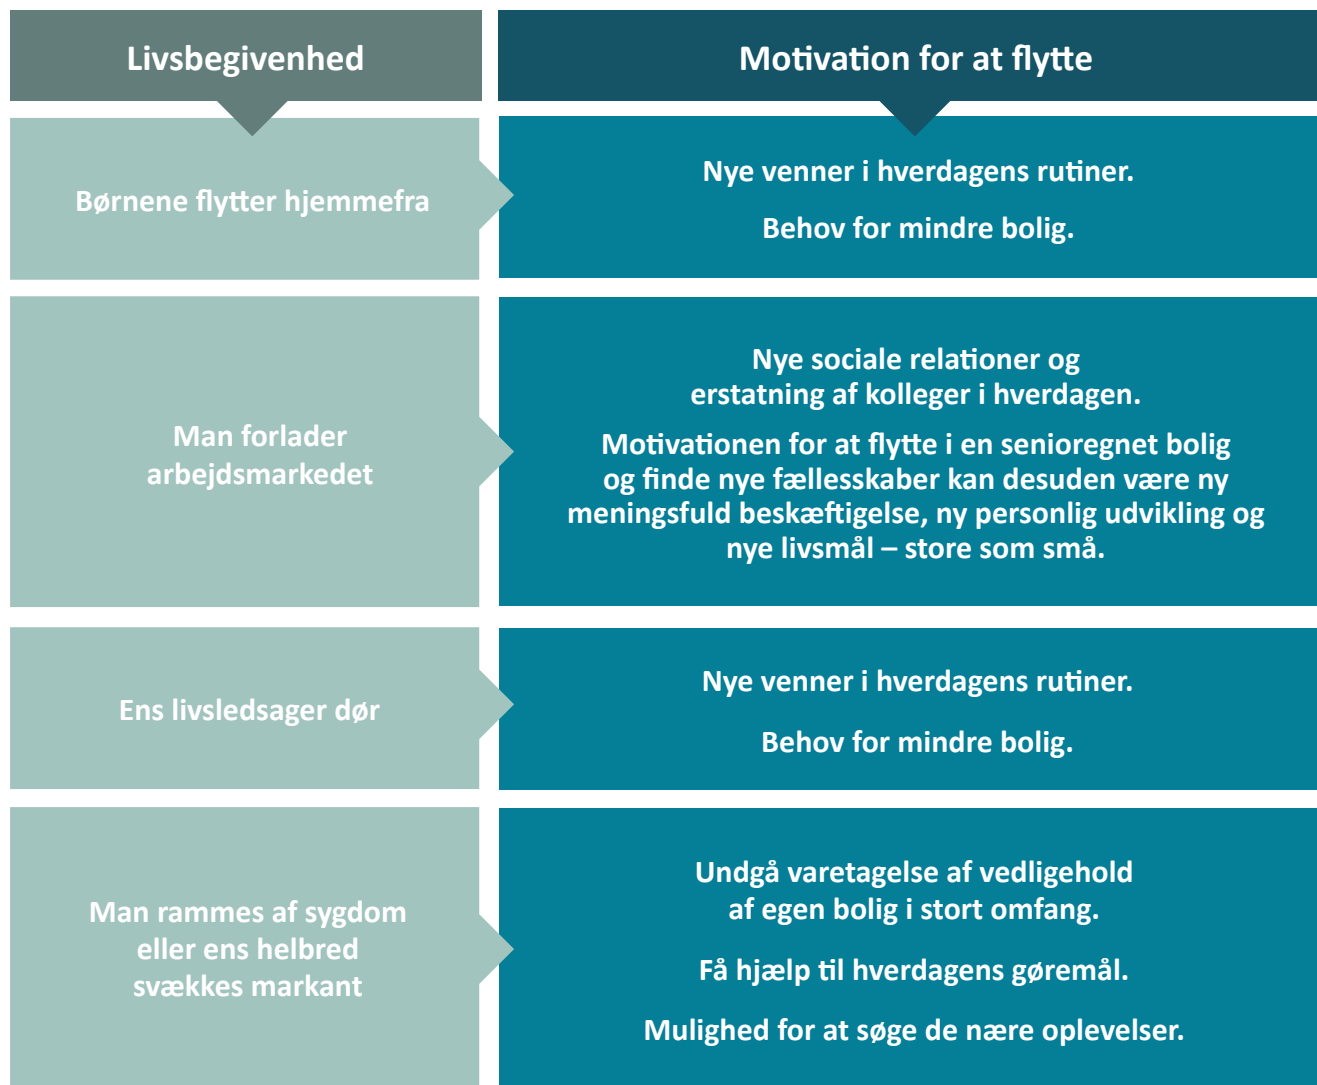 Livsbegivenhed
Motivation for at flytte
Børnene flytter hjemmefra
Nye venner i hverdagens rutiner.
Behov for mindre bolig.
Man forlader
arbejdsmarkedet
Nye sociale relationer og
erstatning af kolleger i hverdagen.
Motivationen for at flytte i en senioregnet bolig
og finde nye fællesskaber kan desuden være ny
meningsfuld beskæftigelse, ny personlig udvikling og
nye livsmål – store som små.
Ens livsledsager dør
Nye venner i hverdagens rutiner.
Behov for mindre bolig.
Man rammes af sygdom
eller ens helbred
svækkes markant
Undgå varetagelse af vedligehold
af egen bolig i stort omfang.
Få hjælp til hverdagens gøremål.
Mulighed for at søge de nære oplevelser.